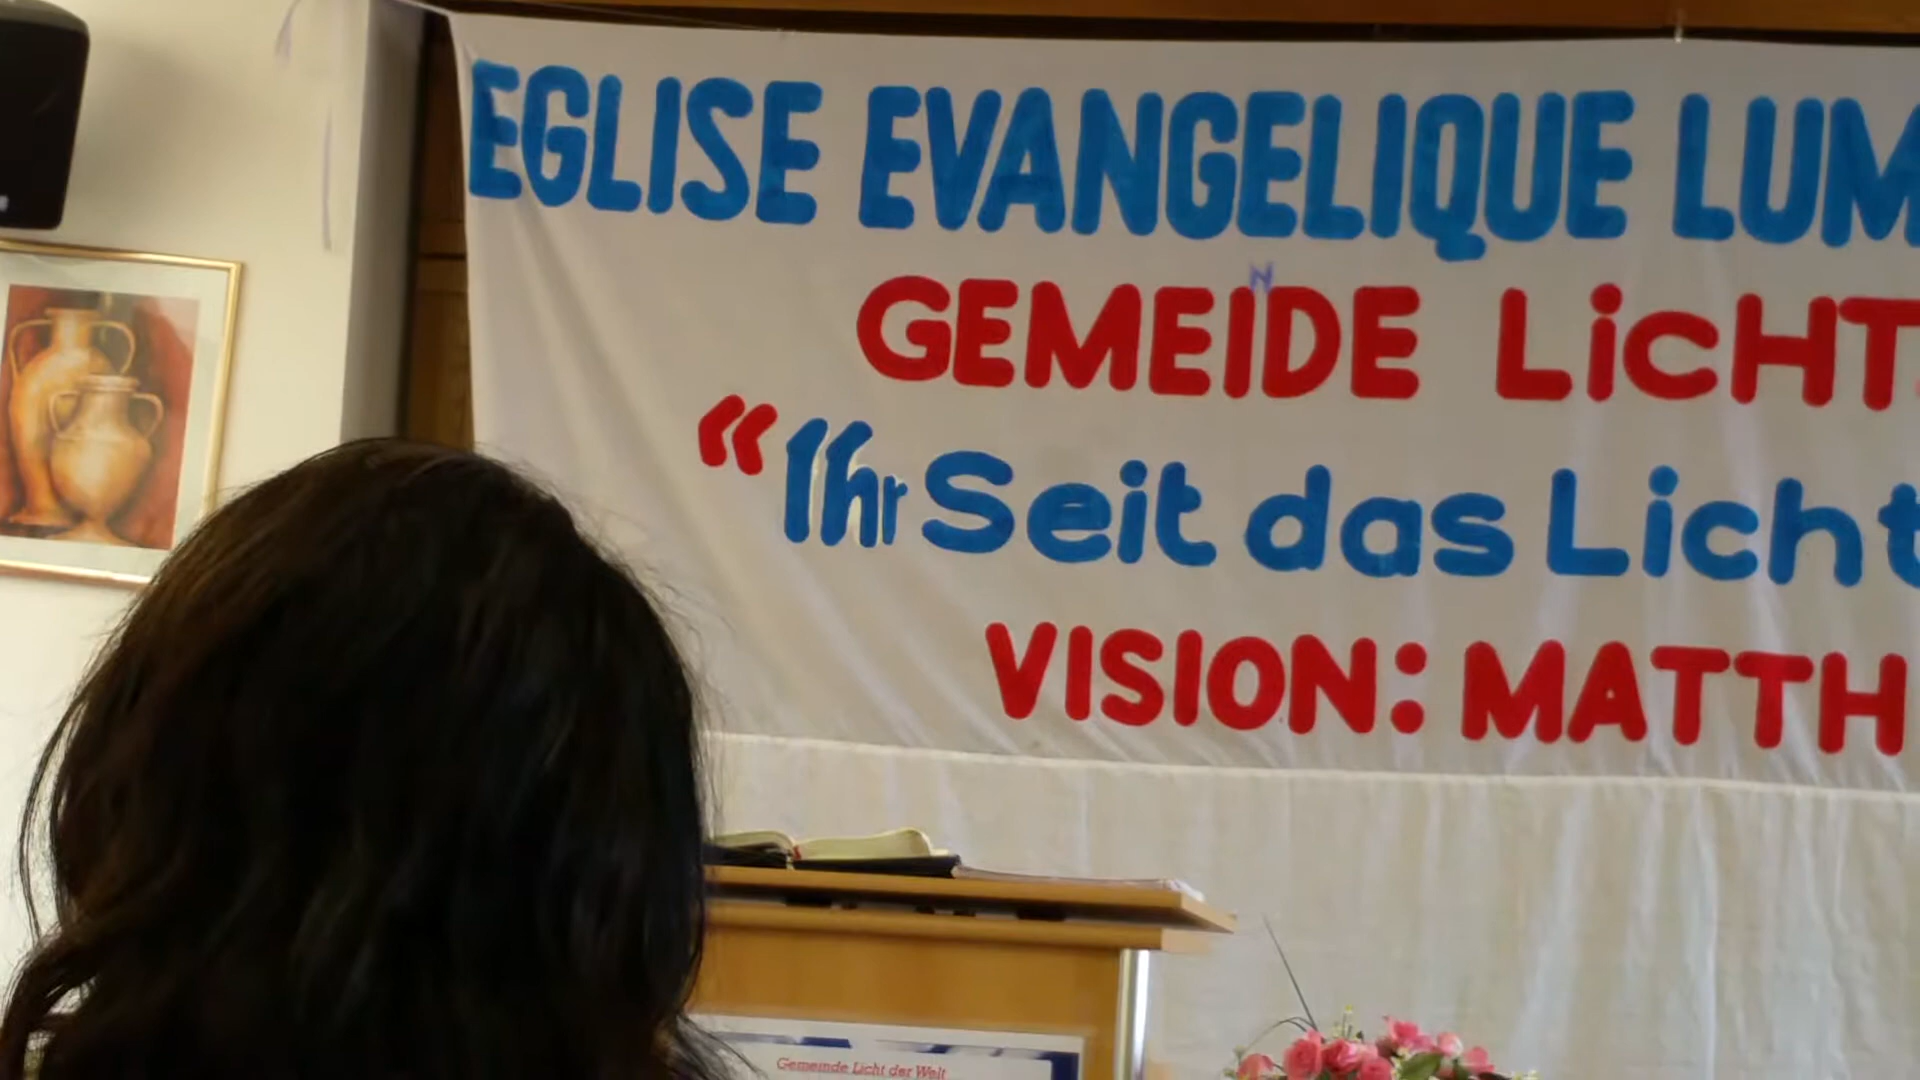 EGLISE EVANGELIQUE LUM
N
GEMEIDE LicHT
“Ihr Seit das Licht
VISION: MATTH
Gemeinde Licht der Welt